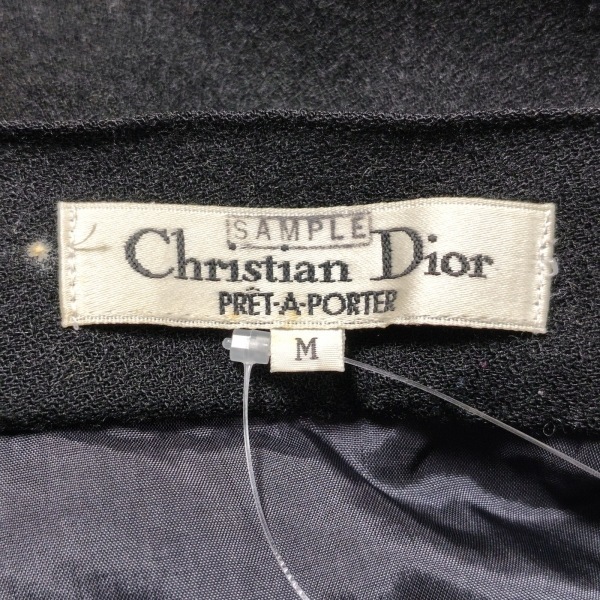 SAMPLE
Christian Dior
PRÊT-A-PORTER
M